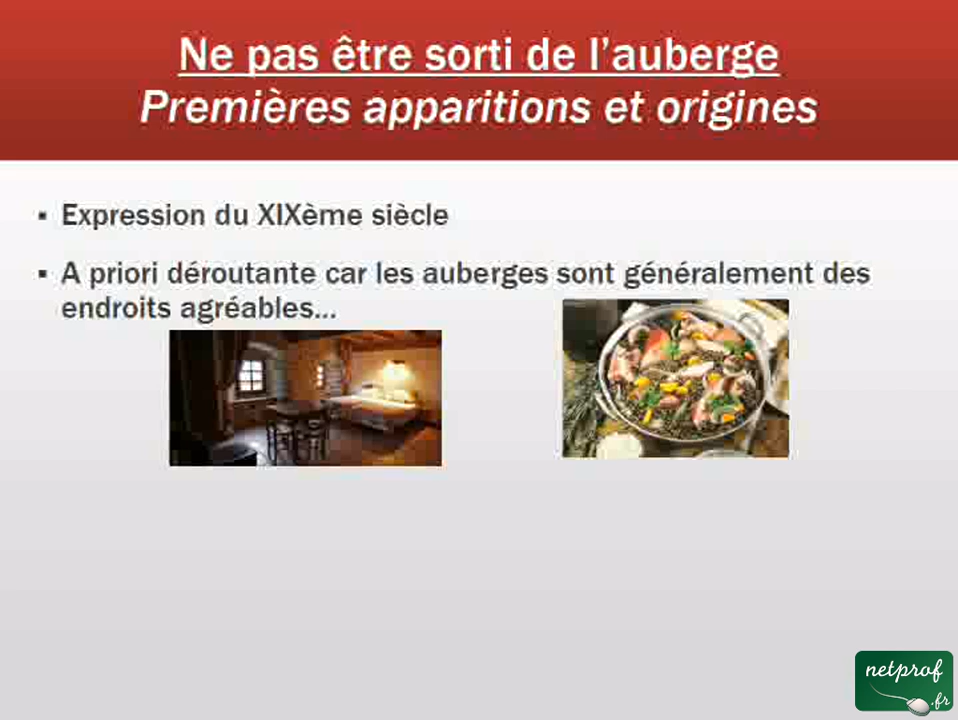 Ne pas être sorti de l'auberge
Premières apparitions et origines
▪ Expression du XIXème siècle
▪ A priori déroutante car les auberges sont généralement des
endroits agréables...
netprof
.fr